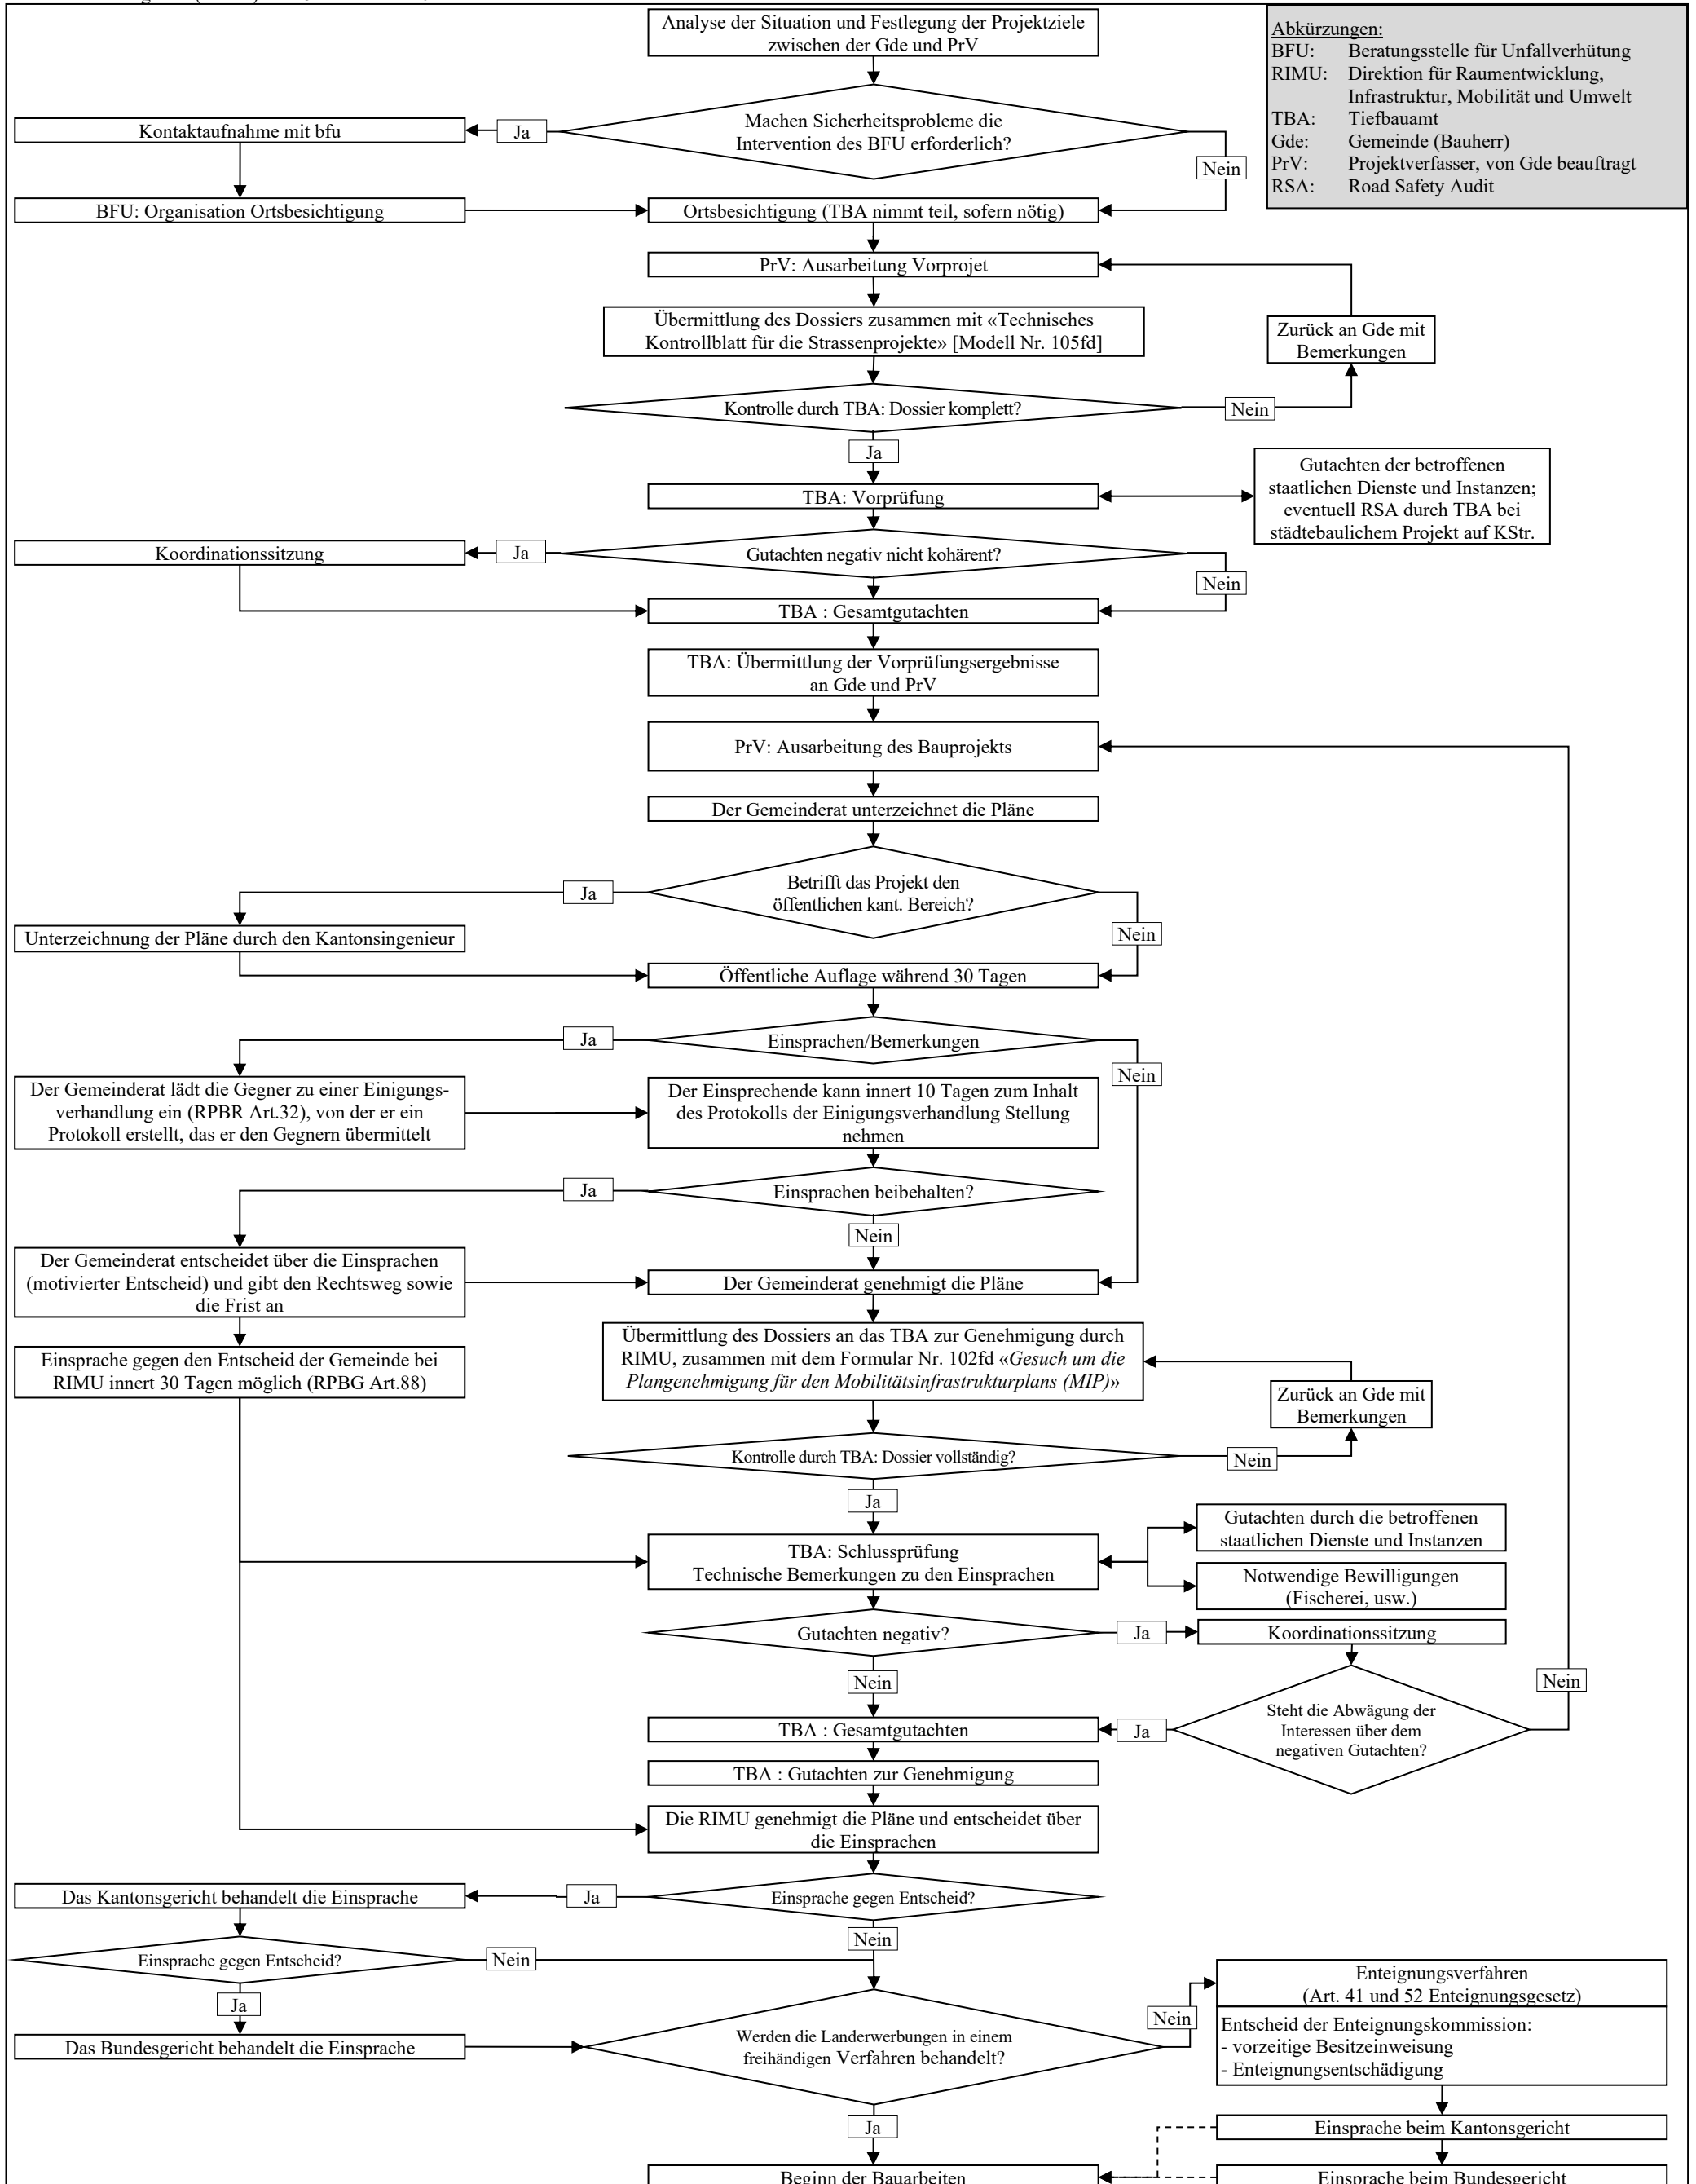 Analyse der Situation und Festlegung der Projektziele
zwischen der Gde und PrV
Abkürzungen:
BFU: Beratungsstelle für Unfallverhütung
RIMU: Direktion für Raumentwicklung,
Infrastruktur, Mobilität und Umwelt
TBA: Tiefbauamt
Gde: Gemeinde (Bauherr)
PrV: Projektverfasser, von Gde beauftragt
RSA: Road Safety Audit
Machen Sicherheitsprobleme die
Intervention des BFU erforderlich?
Ja
Kontaktaufnahme mit bfu
Nein
BFU: Organisation Ortsbesichtigung
Ortsbesichtigung (TBA nimmt teil, sofern nötig)
PrV: Ausarbeitung Vorprojet
Übermittlung des Dossiers zusammen mit «Technisches
Kontrollblatt für die Strassenprojekte» [Modell Nr. 105fd]
Zurück an Gde mit
Bemerkungen
Kontrolle durch TBA: Dossier komplett?
Nein
Ja
TBA: Vorprüfung
Gutachten der betroffenen
staatlichen Dienste und Instanzen;
eventuell RSA durch TBA bei
städtebaulichem Projekt auf KStr.
Gutachten negativ nicht kohärent?
Ja
Koordinationssitzung
Nein
TBA : Gesamtgutachten
TBA: Übermittlung der Vorprüfungsergebnisse
an Gde und PrV
PrV: Ausarbeitung des Bauprojekts
Der Gemeinderat unterzeichnet die Pläne
Betrifft das Projekt den
öffentlichen kant. Bereich?
Ja
Nein
Unterzeichnung der Pläne durch den Kantonsingenieur
Öffentliche Auflage während 30 Tagen
Einsprachen/Bemerkungen
Ja
Nein
Der Gemeinderat lädt die Gegner zu einer Einigungs-
verhandlung ein (RPBR Art.32), von der er ein
Protokoll erstellt, das er den Gegnern übermittelt
Der Einsprechende kann innert 10 Tagen zum Inhalt
des Protokolls der Einigungsverhandlung Stellung
nehmen
Einsprachen beibehalten?
Ja
Nein
Der Gemeinderat entscheidet über die Einsprachen
(motivierter Entscheid) und gibt den Rechtsweg sowie
die Frist an
Der Gemeinderat genehmigt die Pläne
Einsprache gegen den Entscheid der Gemeinde bei
RIMU innert 30 Tagen möglich (RPBG Art.88)
Übermittlung des Dossiers an das TBA zur Genehmigung durch
RIMU, zusammen mit dem Formular Nr. 102fd «Gesuch um die
Plangenehmigung für den Mobilitätsinfrastrukturplans (MIP)»
Zurück an Gde mit
Bemerkungen
Kontrolle durch TBA: Dossier vollständig?
Nein
Ja
TBA: Schlussprüfung
Technische Bemerkungen zu den Einsprachen
Gutachten durch die betroffenen
staatlichen Dienste und Instanzen
Notwendige Bewilligungen
(Fischerei, usw.)
Gutachten negativ?
Ja
Koordinationssitzung
Nein
Steht die Abwägung der
Interessen über dem
negativen Gutachten?
Nein
Ja
TBA : Gesamtgutachten
TBA : Gutachten zur Genehmigung
Die RIMU genehmigt die Pläne und entscheidet über
die Einsprachen
Einsprache gegen Entscheid?
Ja
Das Kantonsgericht behandelt die Einsprache
Nein
Einsprache gegen Entscheid?
Nein
Ja
Das Bundesgericht behandelt die Einsprache
Werden die Landerwerbungen in einem
freihändigen Verfahren behandelt?
Nein
Enteignungsverfahren
(Art. 41 und 52 Enteignungsgesetz)
Entscheid der Enteignungskommission:
- vorzeitige Besitzeinweisung
- Enteignungsentschädigung
Ja
Einsprache beim Kantonsgericht
Beginn der Bauarbeiten
Einsprache beim Bundesgericht